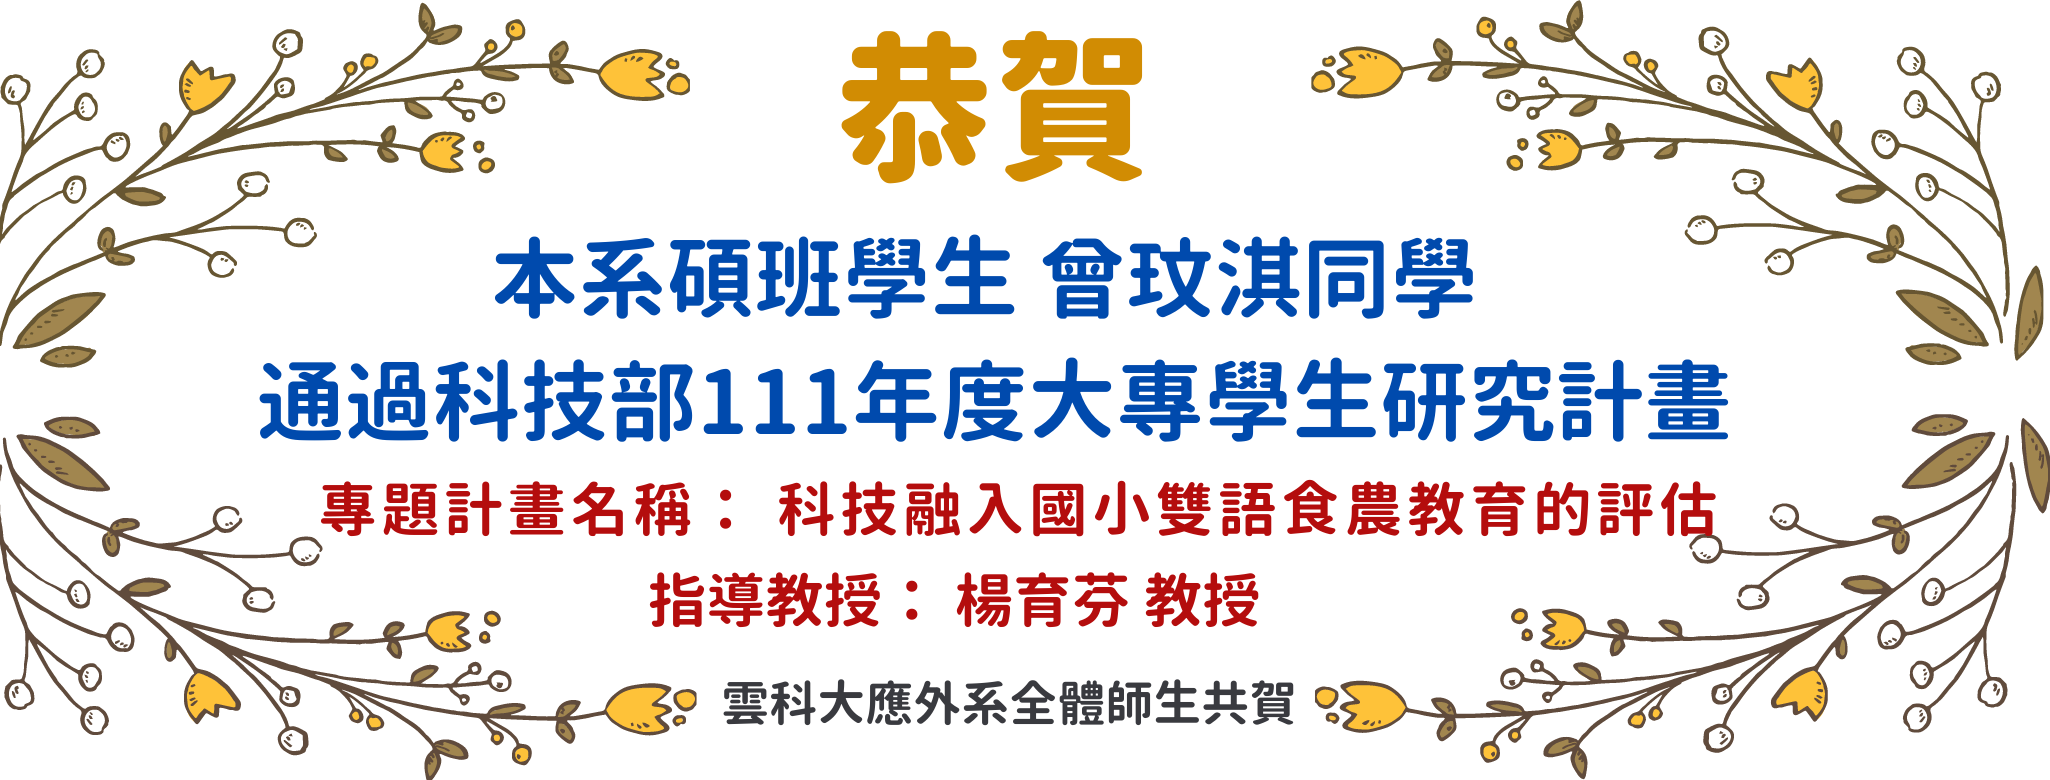 恭賀
本系碩班學生 曾玟淇同學
通過科技部111年度大專學生研究計畫
專題計畫名稱： 科技融入國小雙語食農教育的評估
指導教授： 楊育芬 教授
雲科大應外系全體師生共賀